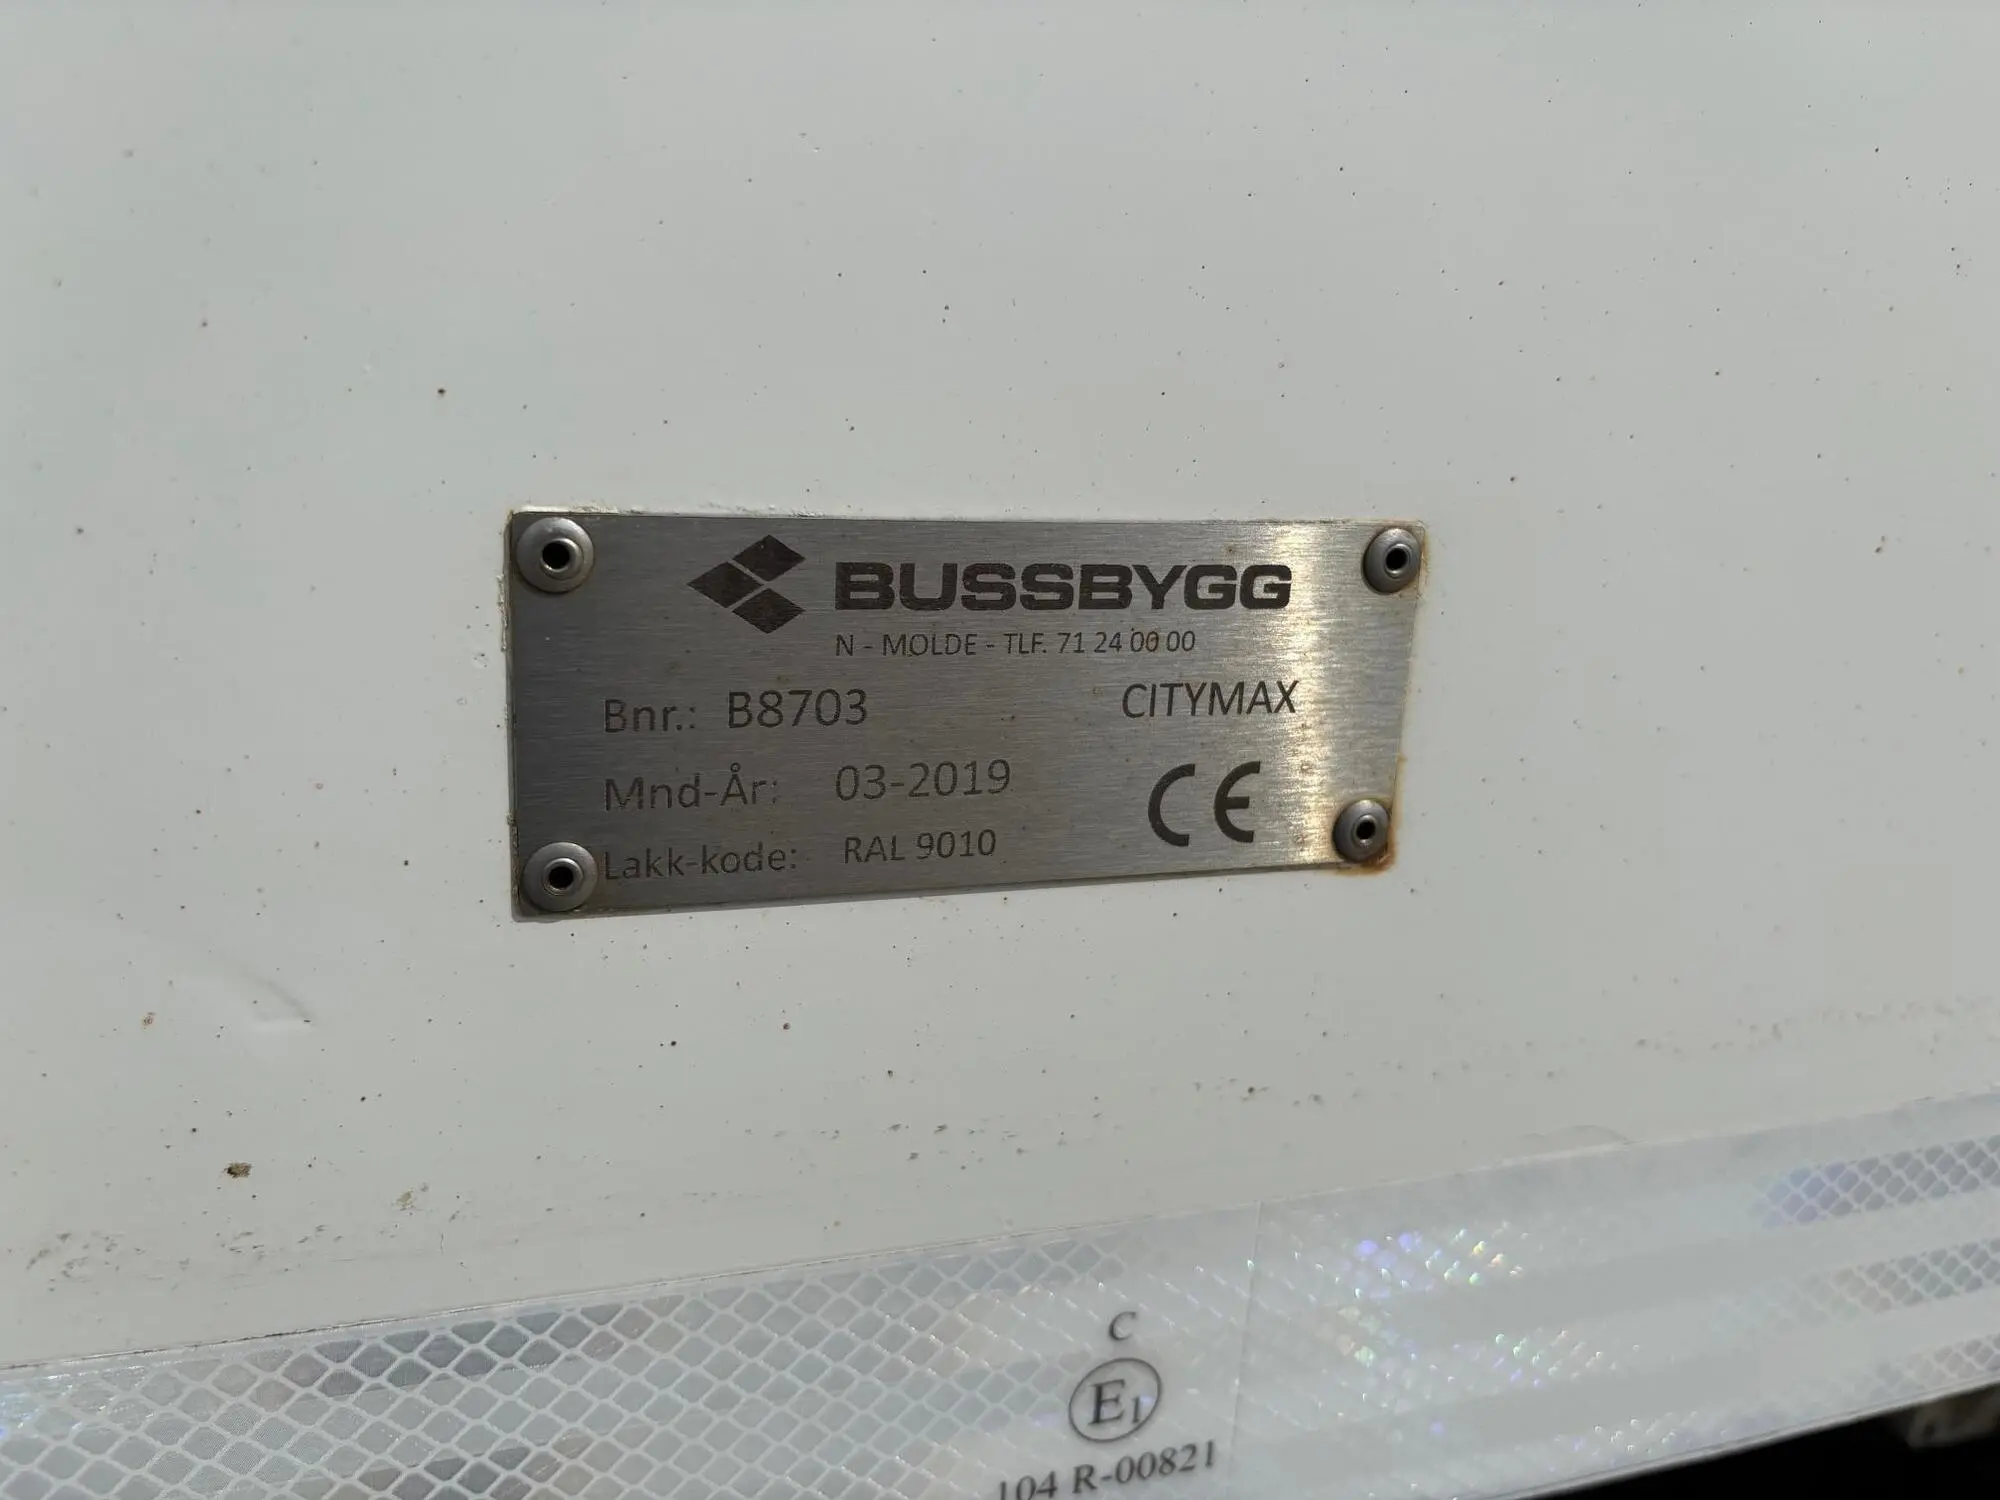 BUSSBYGG
N - MOLDE - TLF. 71 24 00 00
Bnr.: B8703 CITYMAX
Mnd-År: 03-2019
CE
Lakk-kode: RAL 9010
C
E1
104 R-00821